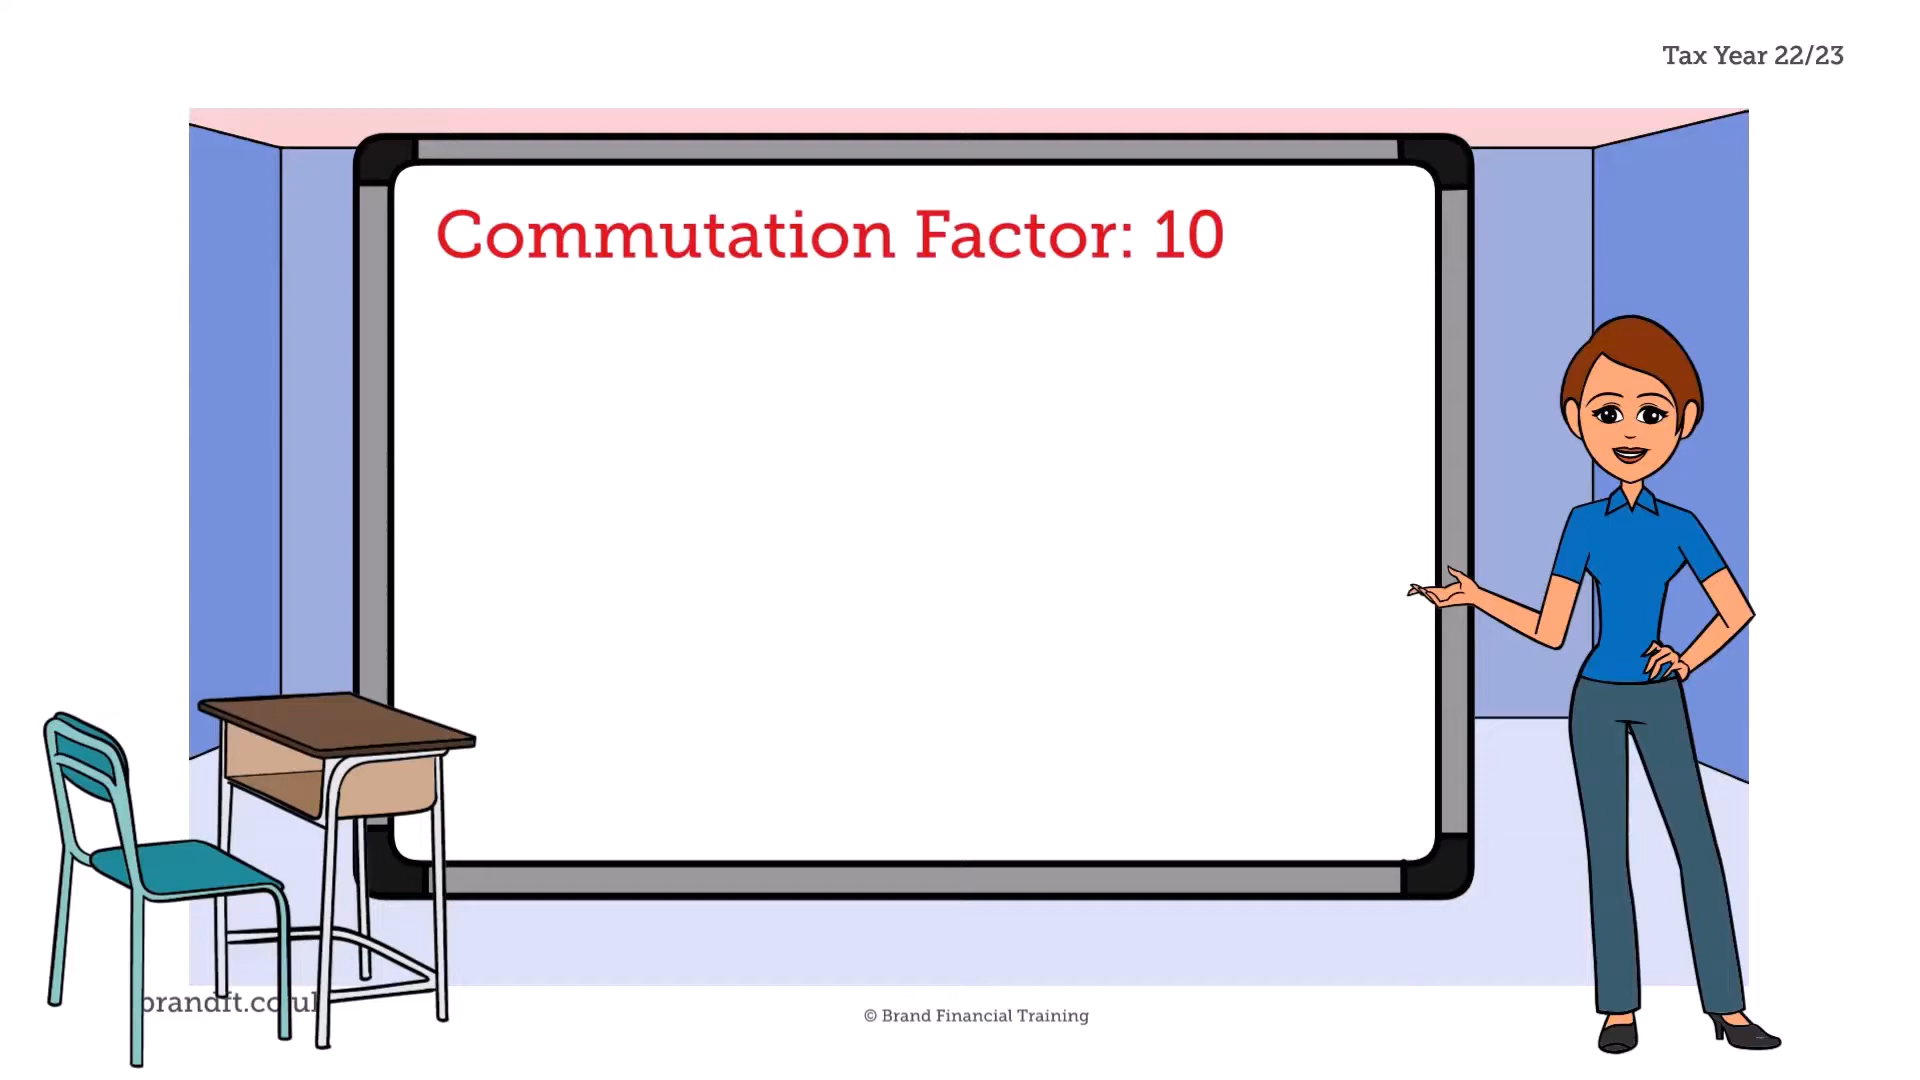 Tax Year 22/23
Commutation Factor: 10
© Brand Financial Training